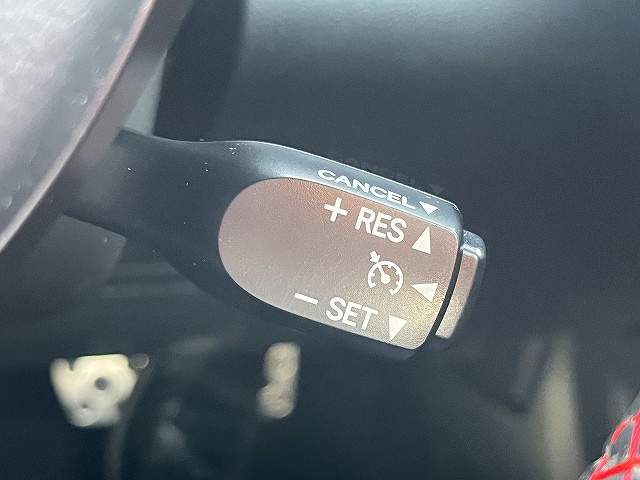 CANCEL ▼
+ RES ▲
◀
− SET ▼